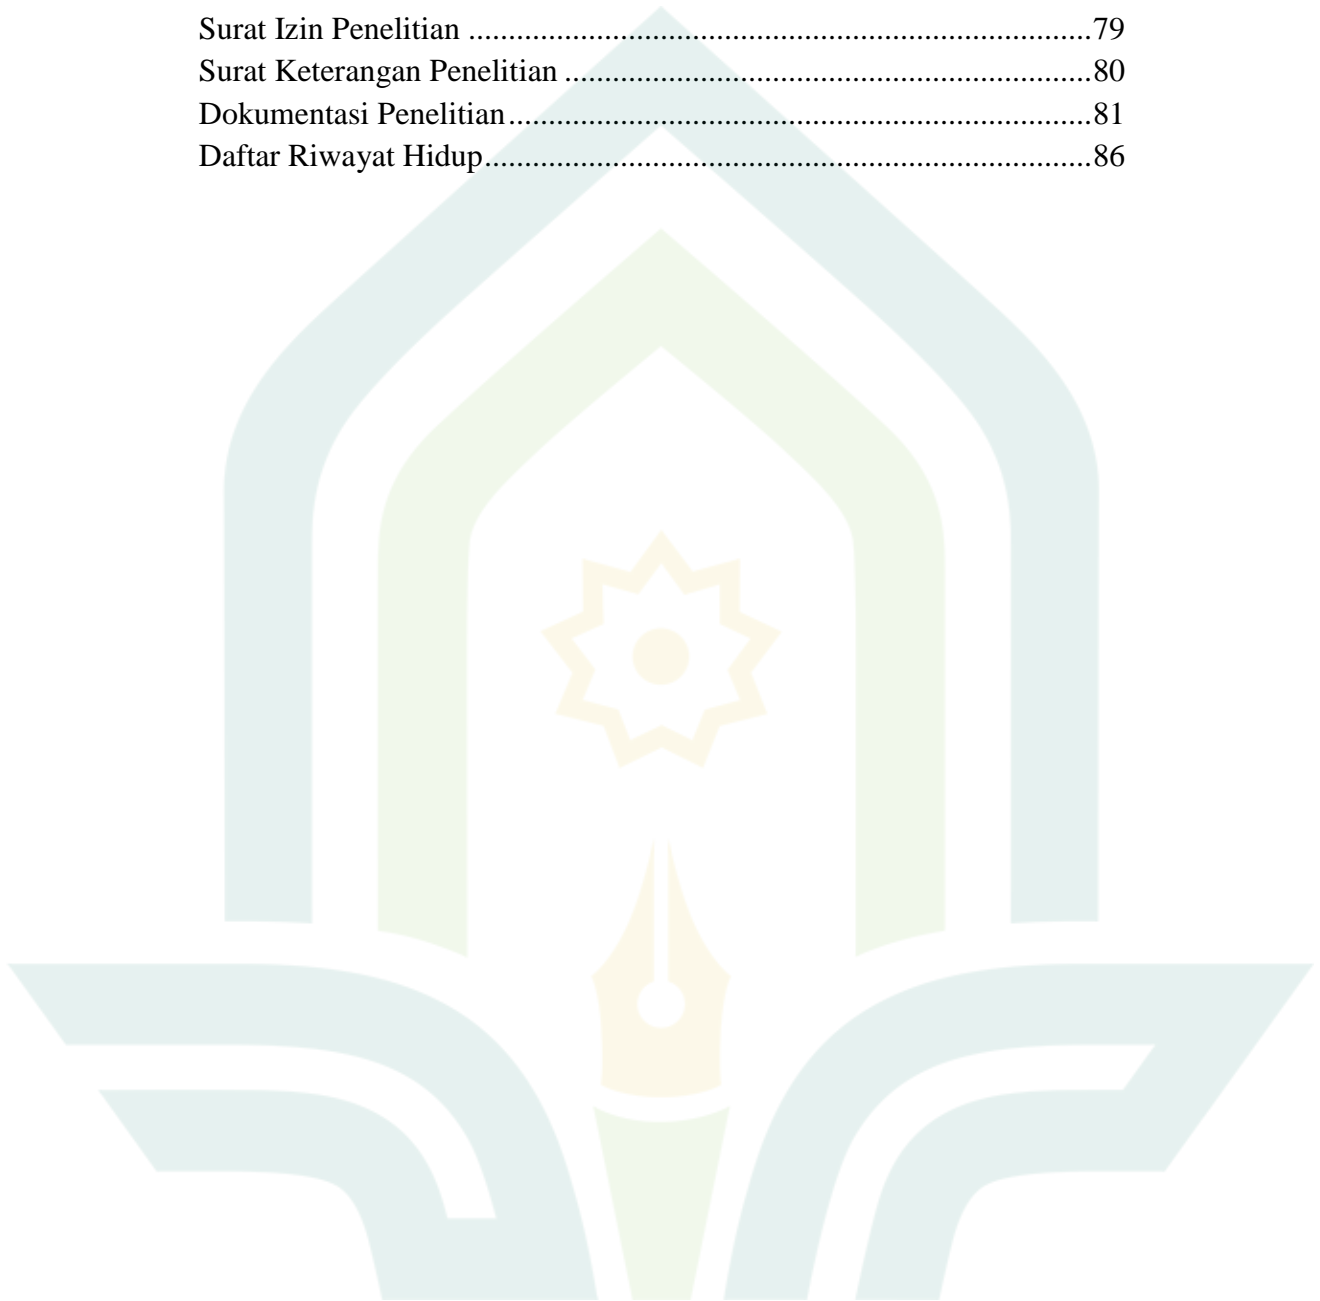 Surat Izin Penelitian ..............................................................................79
Surat Keterangan Penelitian ..................................................................80
Dokumentasi Penelitian.........................................................................81
Daftar Riwayat Hidup............................................................................86